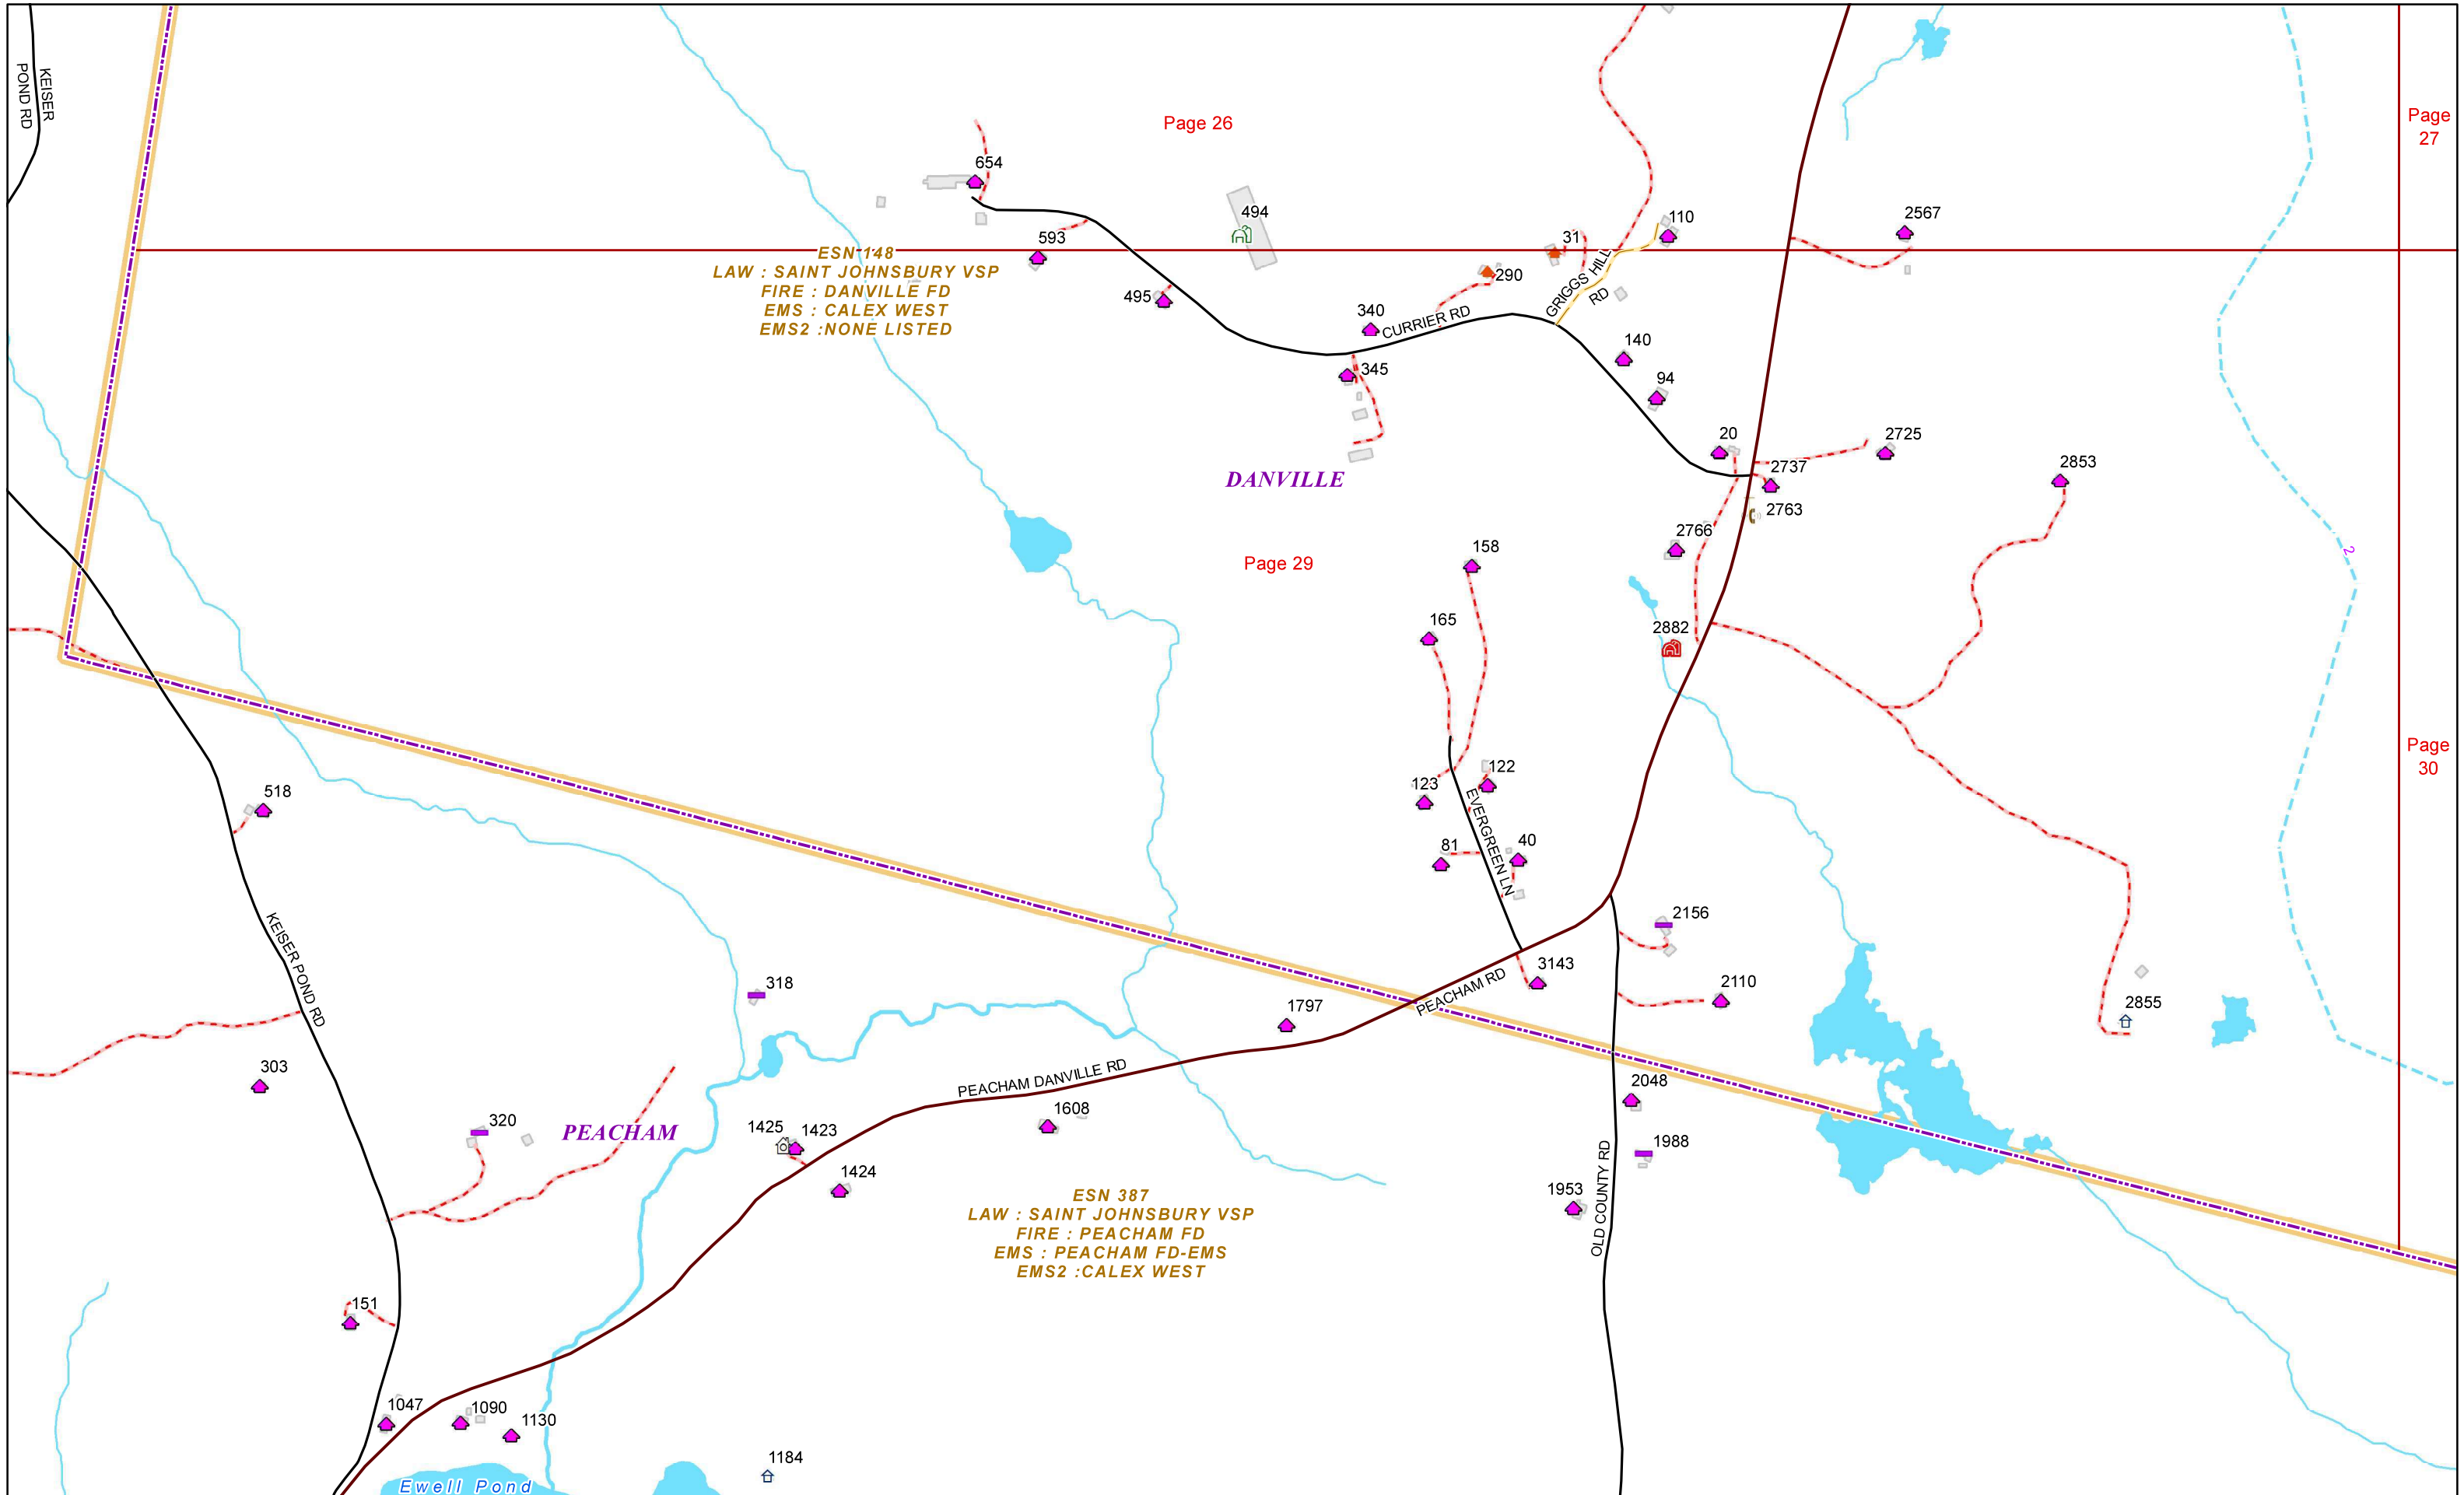 KEISER
POND RD
Page 26
Page
27
654
494
110
2567
31
593
ESN 148
LAW : SAINT JOHNSBURY VSP
FIRE : DANVILLE FD
EMS : CALEX WEST
EMS2 :NONE LISTED
290
495
GRIGGS HILL
RD
340
CURRIER RD
140
345
94
20
2725
2737
2853
DANVILLE
2763
2766
158
2
Page 29
165
2882
Page
30
122
123
518
EVERGREEN LN
81
40
2156
KEISER POND RD
3143
318
2110
PEACHAM RD
1797
2855
303
PEACHAM DANVILLE RD
2048
1608
320
PEACHAM
1425
1423
1988
1424
1953
OLD COUNTY RD
ESN 387
LAW : SAINT JOHNSBURY VSP
FIRE : PEACHAM FD
EMS : PEACHAM FD-EMS
EMS2 :CALEX WEST
151
1047
1090
1130
1184
Ewell Pond